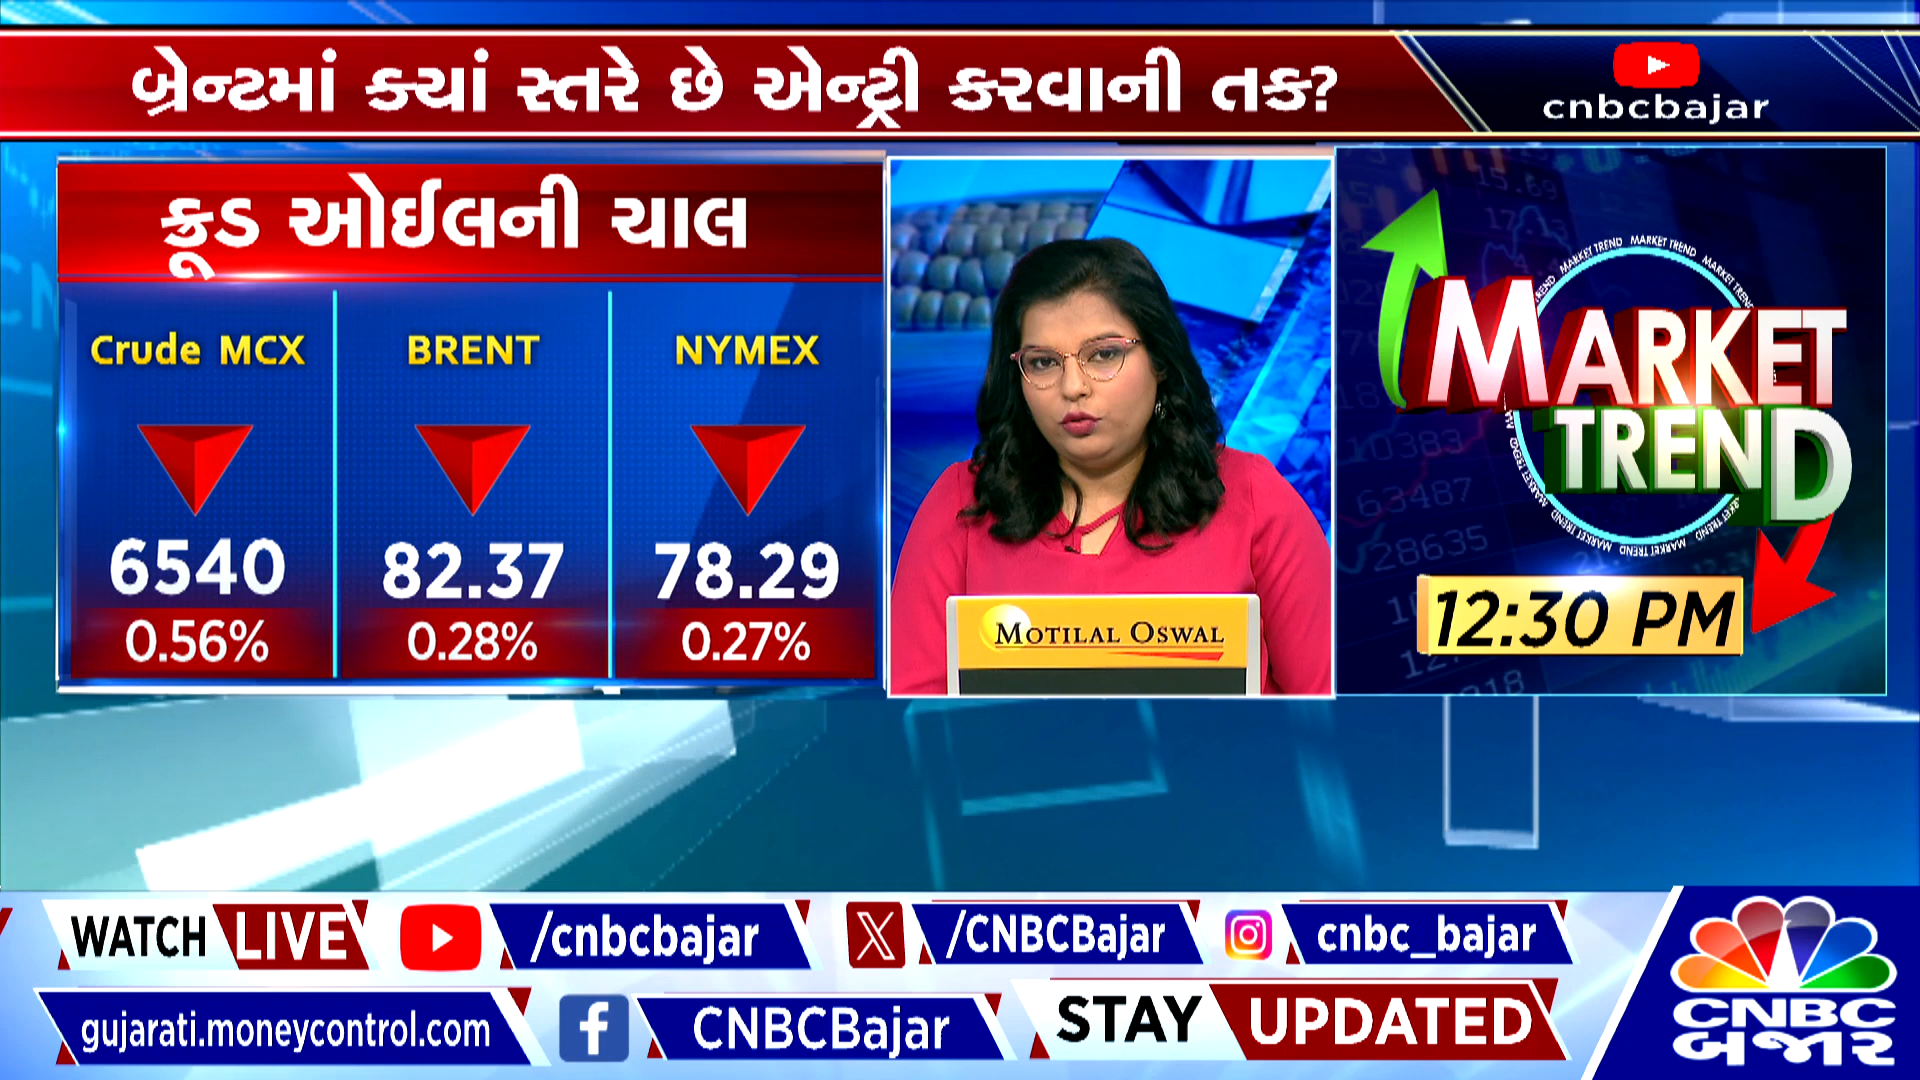 બ્રેન્ટમાં ક્યાં સ્તરે છે એન્ટ્રી કરવાની તક?
cnbcbajar
ક્રૂડ ઓઈલની ચાલ
Crude MCX
6540
0.56%
BRENT
82.37
0.28%
NYMEX
78.29
0.27%
MOTILAL OSWAL
MARKET
TREND
12:30 PM
WATCH LIVE /cnbcbajar /CNBCBajar cnbc_bajar
gujarati.moneycontrol.com CNBCBajar STAY UPDATED
CNBC
બજાર